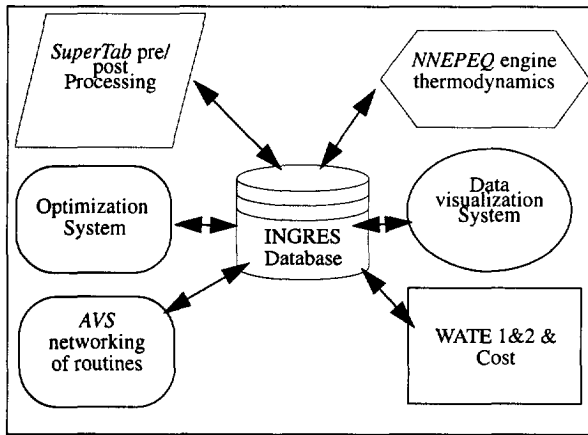 SuperTab pre/
post
Processing
NNEPEQ engine
thermodynamics
Optimization
System
INGRES
Database
Data
visualization
System
AVS
networking
of routines
WATE 1&2 &
Cost